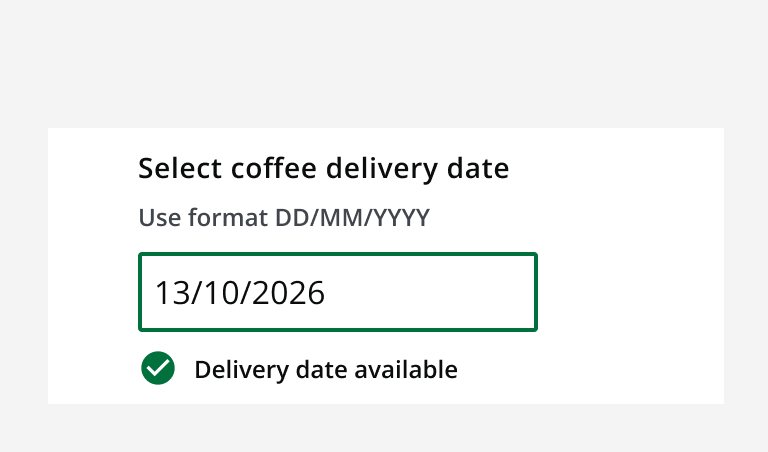 Select coffee delivery date
Use format DD/MM/YYYY
13/10/2026
Delivery date available